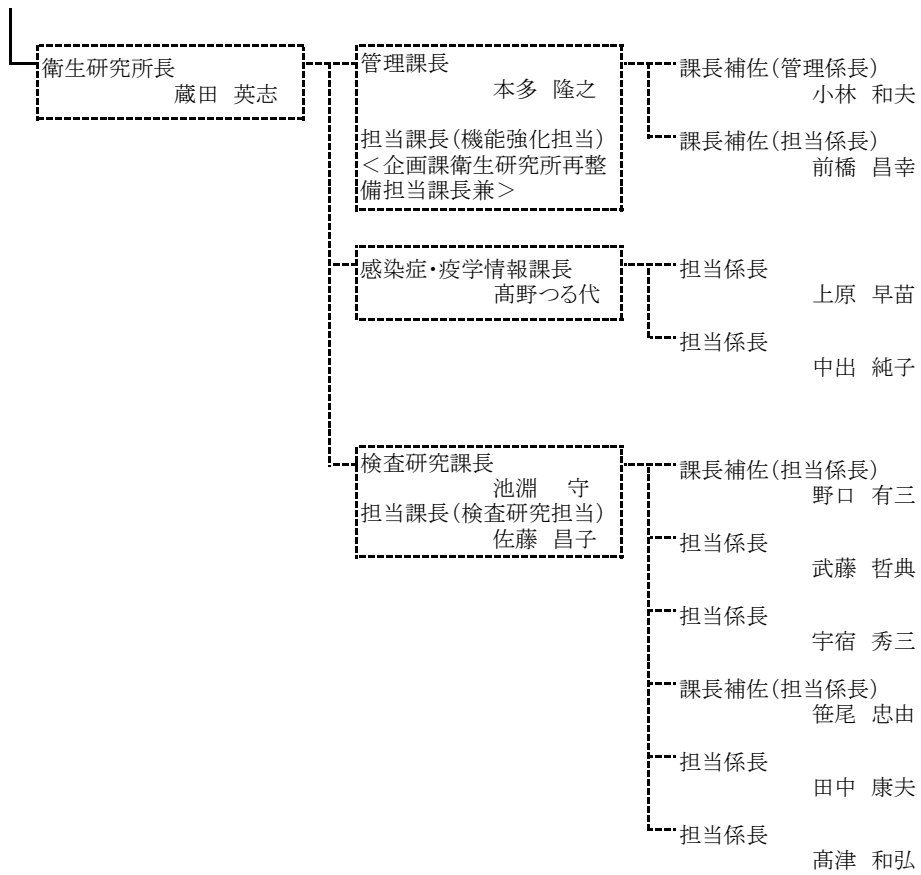 衛生研究所長
蔵田 英志
管理課長
本多 隆之
担当課長(機能強化担当)
<企画課衛生研究所再整
備担当課長兼>
課長補佐(管理係長)
小林 和夫
課長補佐(担当係長)
前橋 昌幸
感染症・疫学情報課長
髙野つる代
担当係長
上原 早苗
担当係長
中出 純子
検査研究課長
池淵 守
担当課長(検査研究担当)
佐藤 昌子
課長補佐(担当係長)
野口 有三
担当係長
武藤 哲典
担当係長
宇宿 秀三
課長補佐(担当係長)
笹尾 忠由
担当係長
田中 康夫
担当係長
髙津 和弘